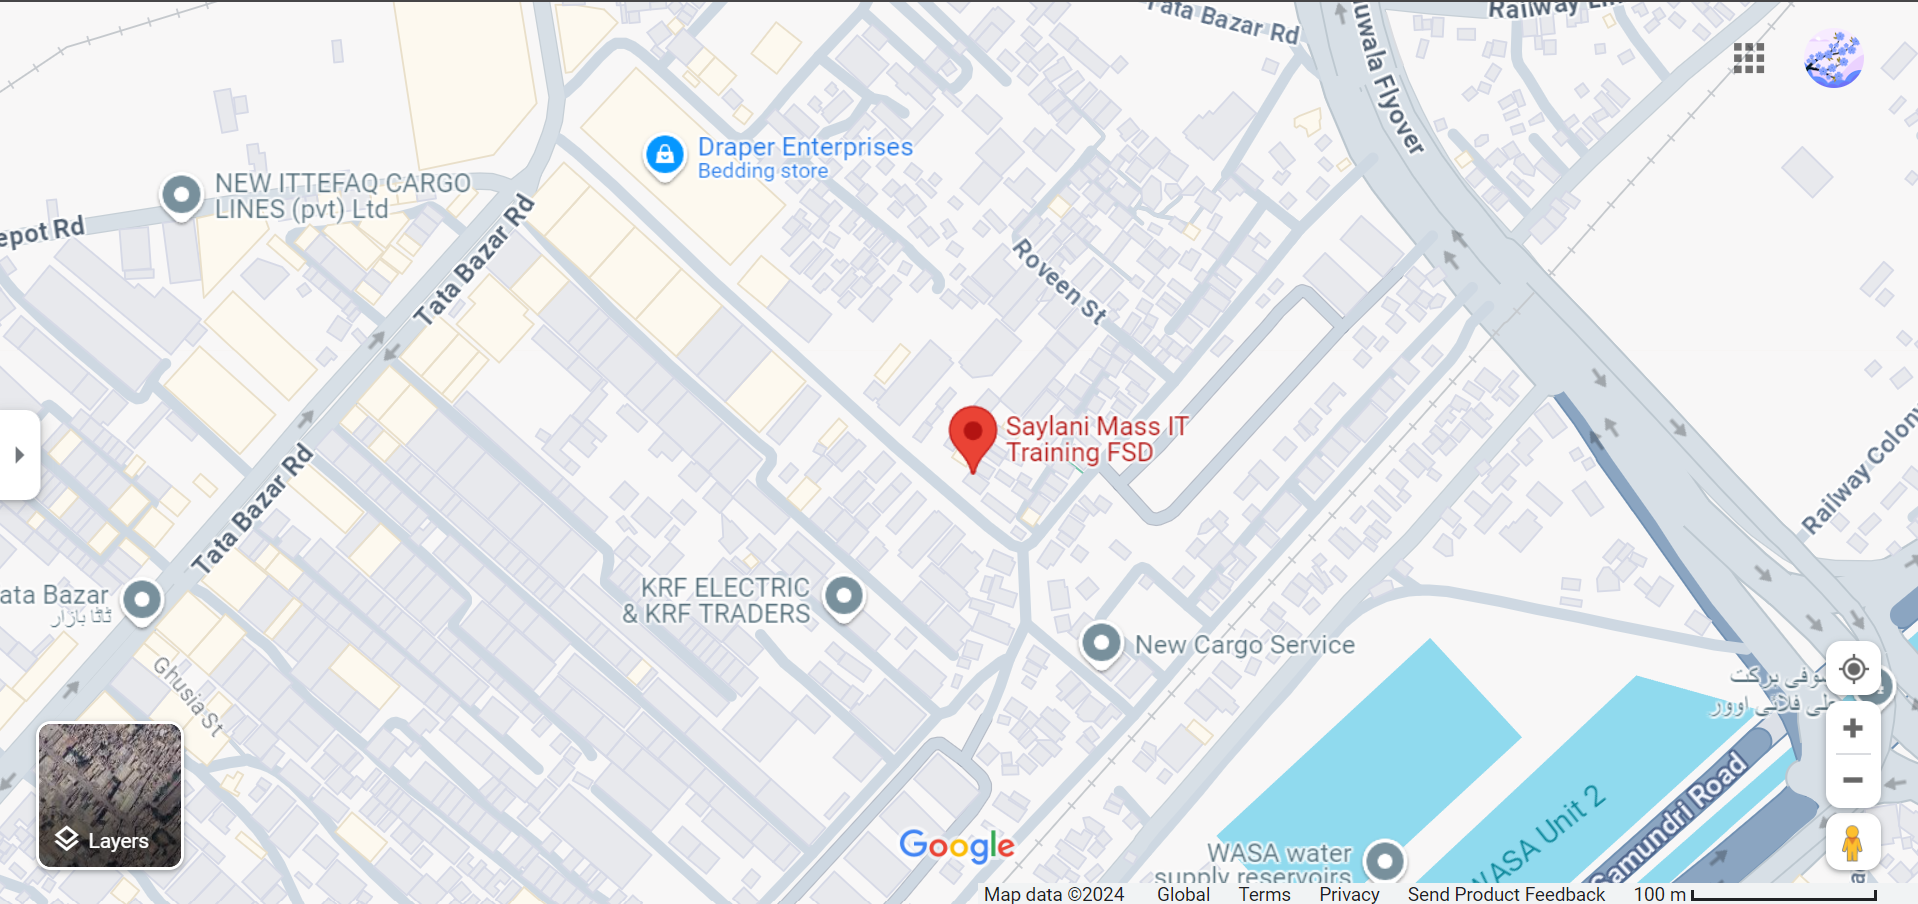 Tata Bazar Rd
Railway
uwala Flyover
Draper Enterprises
Bedding store
NEW ITTEFAQ CARGO
LINES (pvt) Ltd
epot Rd
Tata Bazar Rd
Roveen St
Saylani Mass IT
Training FSD
Railway Colony
Tata Bazar Rd
KRF ELECTRIC
& KRF TRADERS
ata Bazar
ٹاٹا بازار
New Cargo Service
Ghusia St
صوفی برکت
علی فلائی اوور
Samundri Road
WASA Unit 2
Layers
Google
WASA water
supply reservoirs
Map data ©2024 Global Terms Privacy Send Product Feedback 100 m